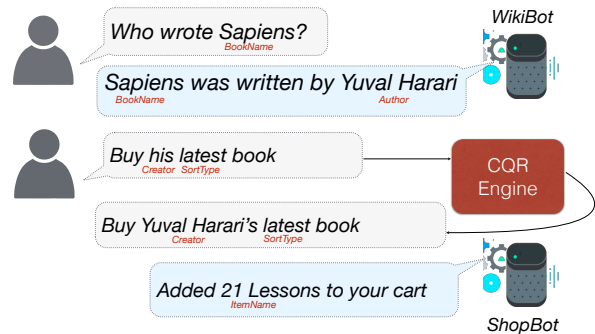 WikiBot
Who wrote Sapiens?
BookName
Sapiens was written by Yuval Harari
BookName Author
Buy his latest book
Creator SortType
CQR
Engine
Buy Yuval Harari's latest book
Creator SortType
Added 21 Lessons to your cart
ItemName
ShopBot